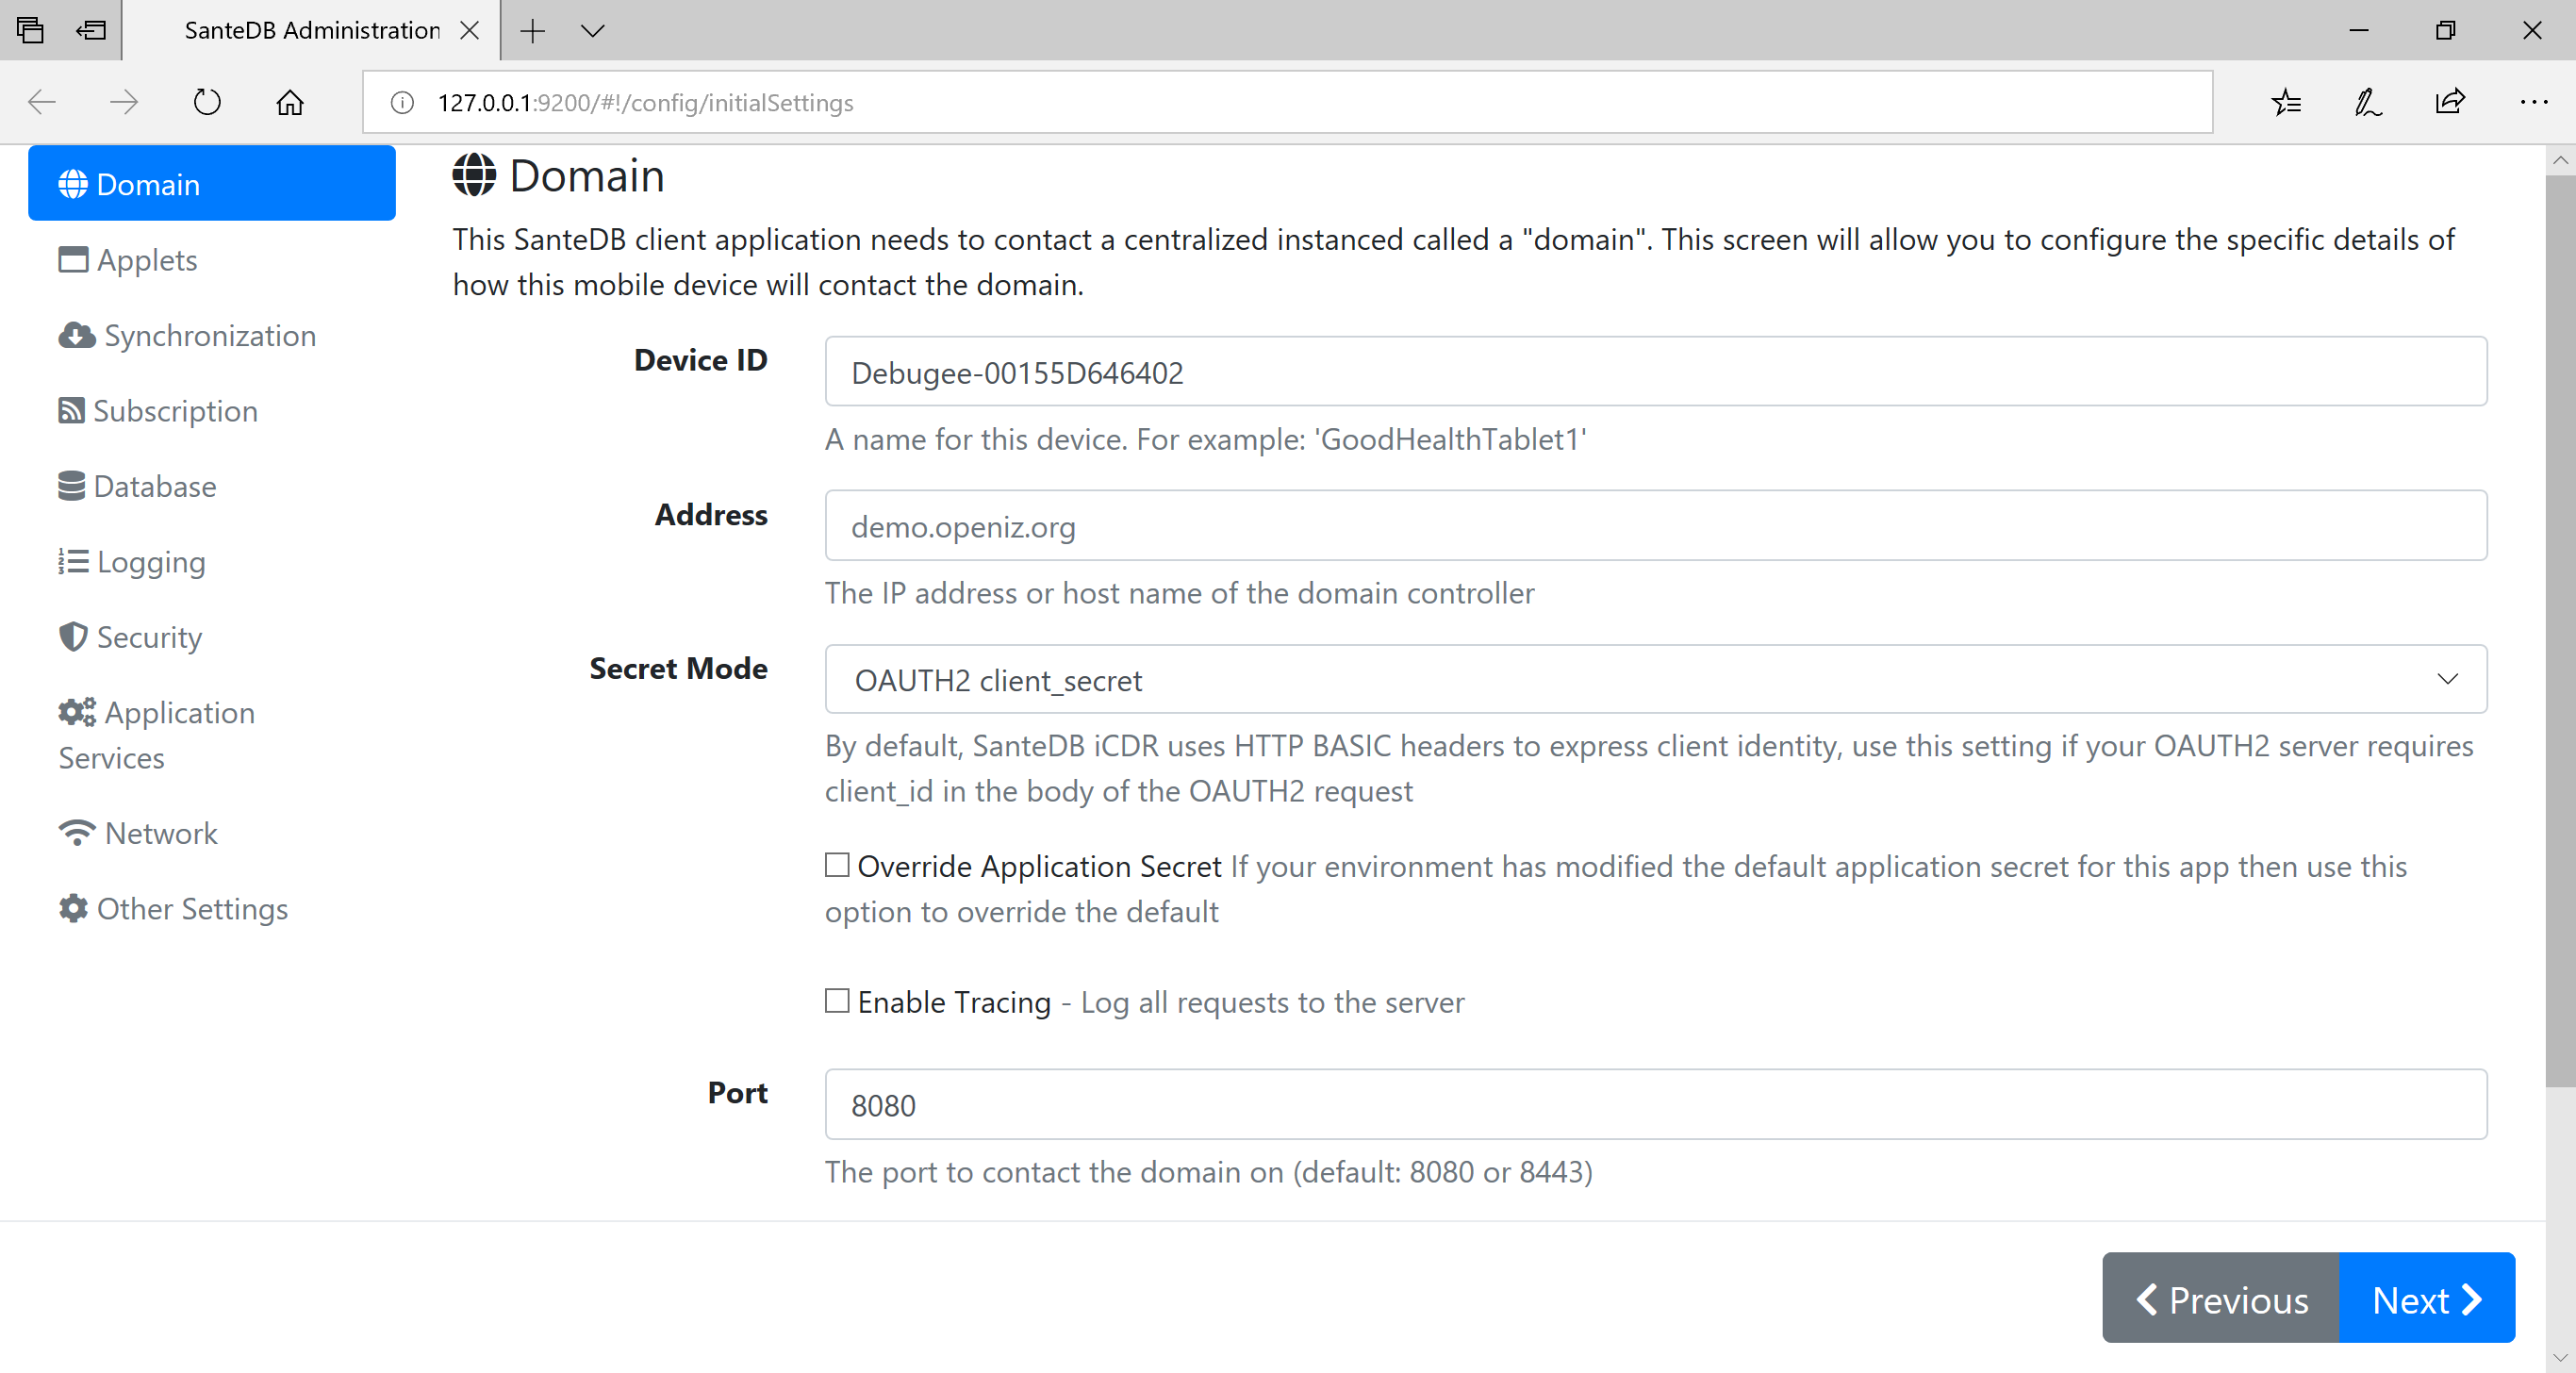 SanteDB Administration
127.0.0.1:9200/#!/config/initialSettings
Domain
Applets
Synchronization
Subscription
Database
Logging
Security
Application
Services
Network
Other Settings
Domain
This SanteDB client application needs to contact a centralized instanced called a "domain". This screen will allow you to configure the specific details of
how this mobile device will contact the domain.
Device ID
Debugee-00155D646402
A name for this device. For example: 'GoodHealthTablet1'
Address
demo.openiz.org
The IP address or host name of the domain controller
Secret Mode
OAUTH2 client_secret
By default, SanteDB iCDR uses HTTP BASIC headers to express client identity, use this setting if your OAUTH2 server requires
client_id in the body of the OAUTH2 request
Override Application Secret If your environment has modified the default application secret for this app then use this
option to override the default
Enable Tracing - Log all requests to the server
Port
8080
The port to contact the domain on (default: 8080 or 8443)
Previous
Next